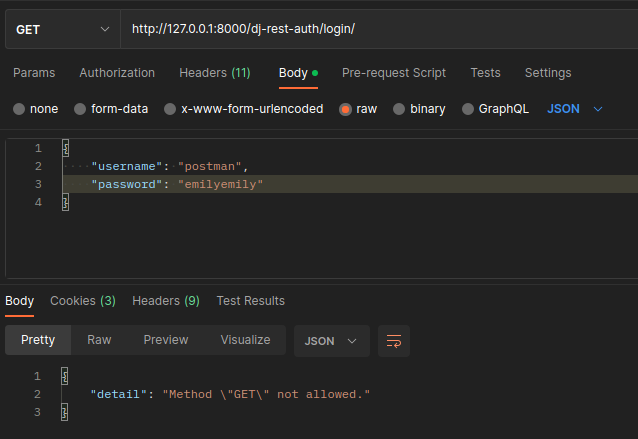 GET http://127.0.0.1:8000/dj-rest-auth/login/
Params Authorization Headers (11) Body Pre-request Script Tests Settings
none form-data x-www-form-urlencoded raw binary GraphQL JSON
1 {
2 "username": "postman",
3 "password": "emilyemily"
4 }
Body Cookies (3) Headers (9) Test Results
Pretty Raw Preview Visualize JSON
1 {
2 "detail": "Method \"GET\" not allowed."
3 }